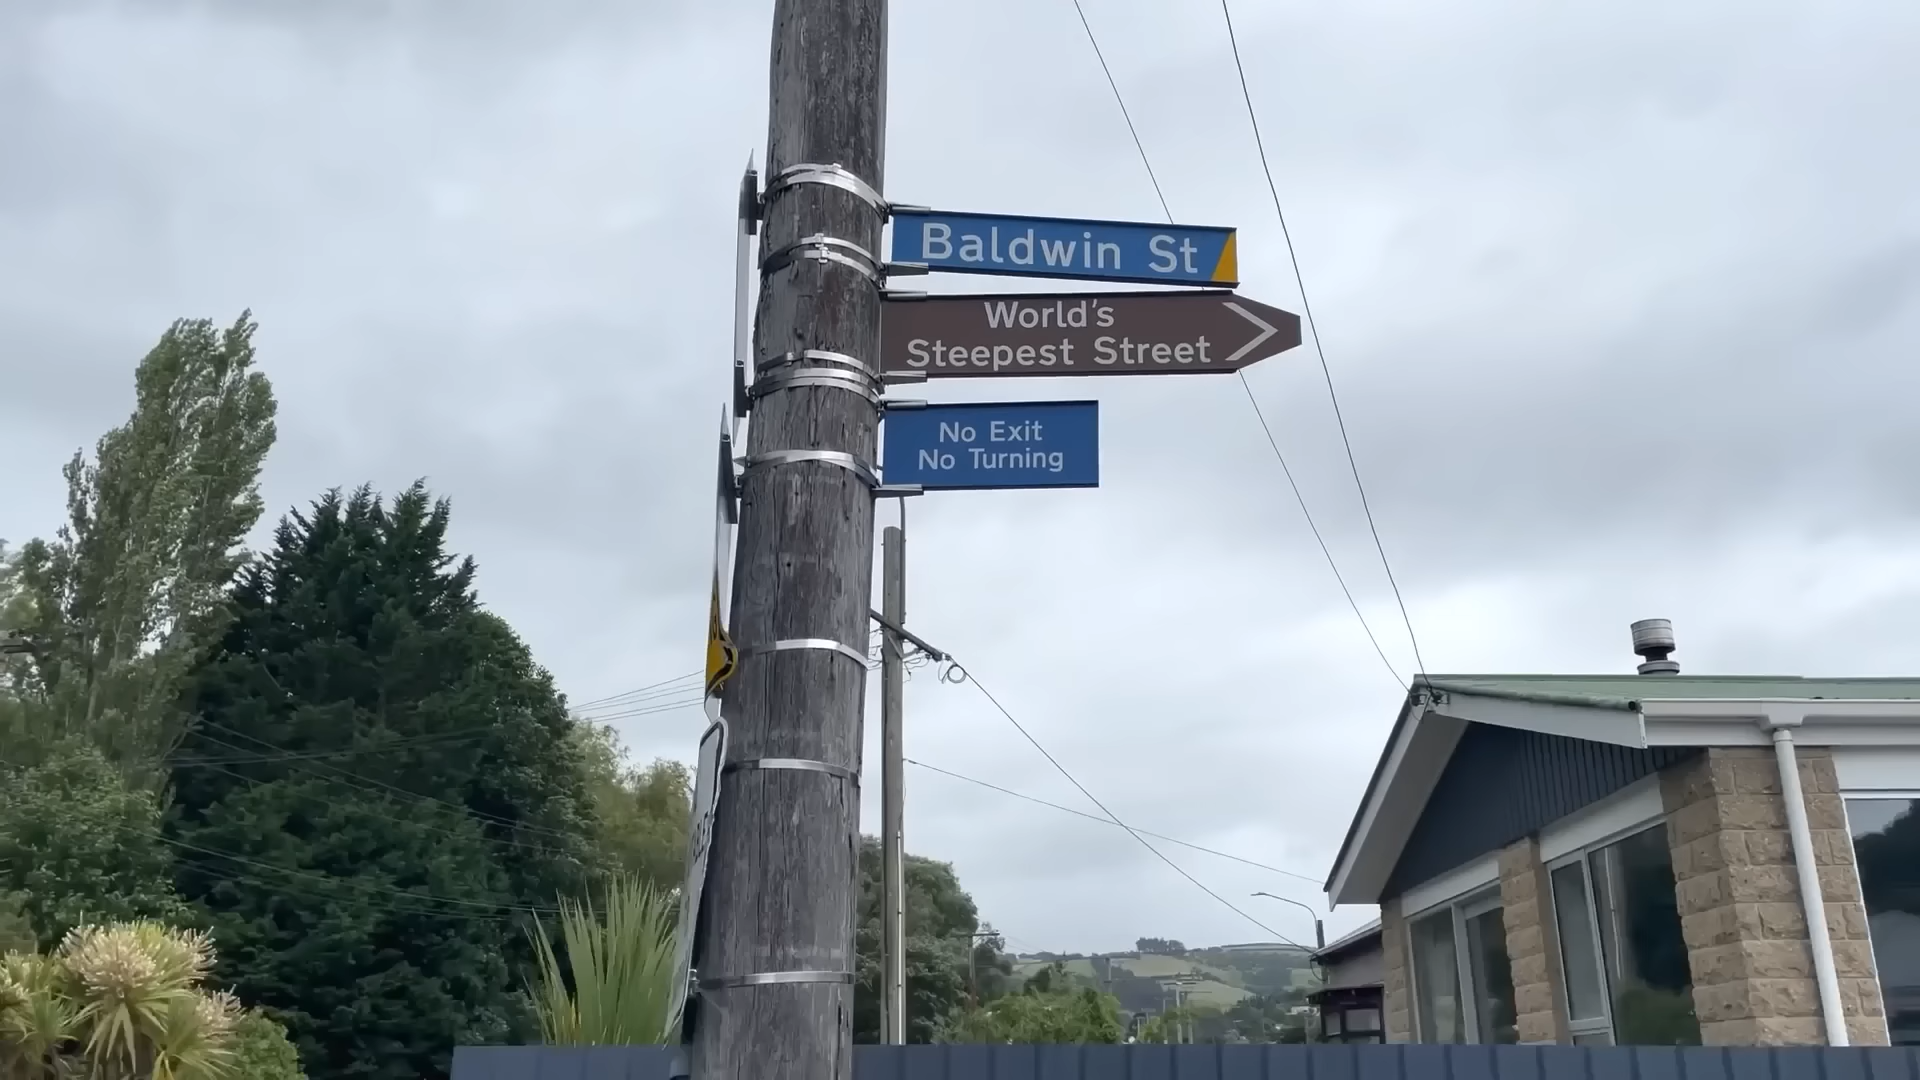 Baldwin St
World's
Steepest Street
No Exit
No Turning